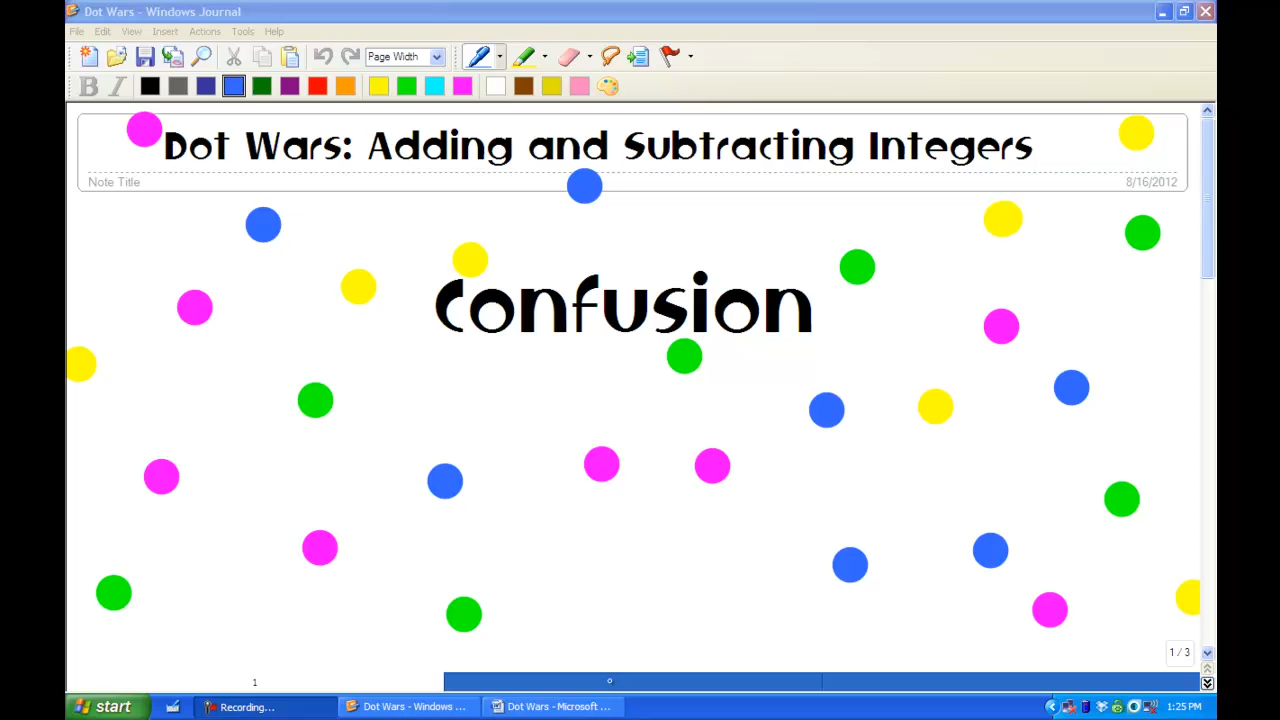 Dot Wars - Windows Journal
File Edit View Insert Actions Tools Help
Page Width
B I
Dot Wars: Adding and Subtracting Integers
Note Title 8/16/2012
Confusion
1 / 3
1
start Recording... Dot Wars - Windows ... Dot Wars - Microsoft ... 1:25 PM